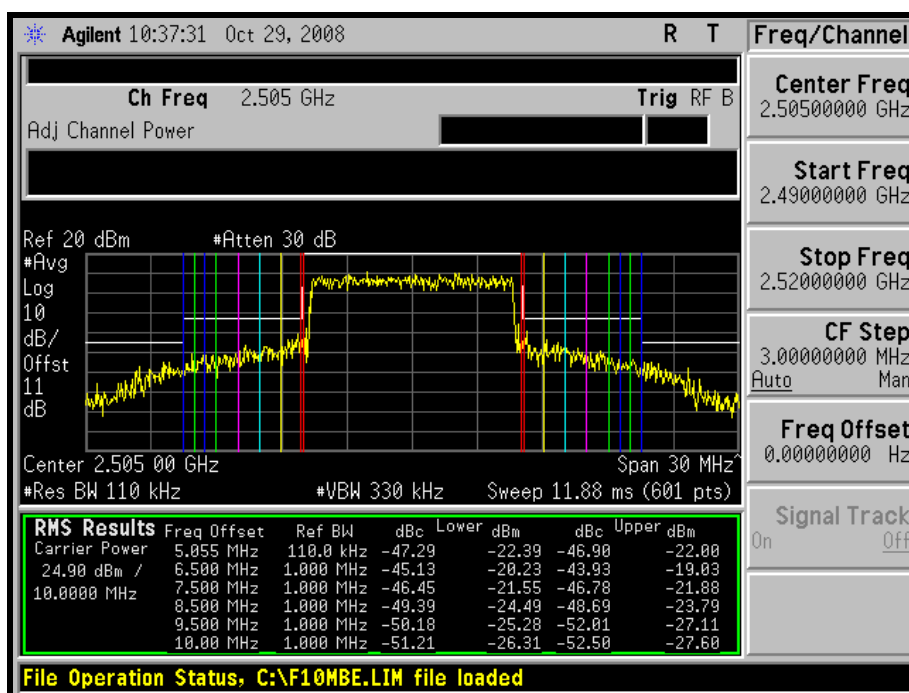 Agilent 10:37:31 Oct 29, 2008 R T
Freq/Channel
Ch Freq 2.505 GHz Trig RF B
Adj Channel Power
Center Freq
2.50500000 GHz
Start Freq
2.49000000 GHz
Stop Freq
2.52000000 GHz
CF Step
3.00000000 MHz
Auto Man
Freq Offset
0.00000000 Hz
Signal Track
On Off
Ref 20 dBm #Atten 30 dB
#Avg
Log
10
dB/
Offst
11
dB
Center 2.505 00 GHz Span 30 MHz^
#Res BW 110 kHz #VBW 330 kHz Sweep 11.88 ms (601 pts)
RMS Results Freq Offset Ref BW dBc Lower dBm dBc Upper dBm
Carrier Power 5.055 MHz 110.0 kHz -47.29 -22.39 -46.90 -22.00
24.90 dBm / 6.500 MHz 1.000 MHz -45.13 -20.23 -43.93 -19.03
10.0000 MHz 7.500 MHz 1.000 MHz -46.45 -21.55 -46.78 -21.88
8.500 MHz 1.000 MHz -49.39 -24.49 -48.69 -23.79
9.500 MHz 1.000 MHz -50.18 -25.28 -52.01 -27.11
10.00 MHz 1.000 MHz -51.21 -26.31 -52.50 -27.60
File Operation Status, C:\F10MBE.LIM file loaded